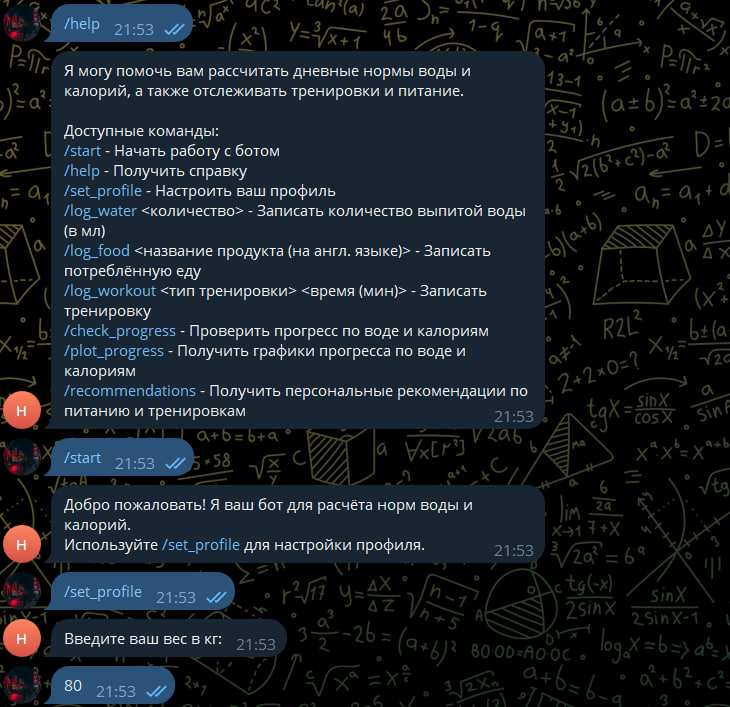 /help 21:53
Я могу помочь вам рассчитать дневные нормы воды и
калорий, а также отслеживать тренировки и питание.
Доступные команды:
/start - Начать работу с ботом
/help - Получить справку
/set_profile - Настроить ваш профиль
/log_water <количество> - Записать количество выпитой воды
(в мл)
/log_food <название продукта (на англ. языке)> - Записать
потреблённую еду
/log_workout <тип тренировки> <время (мин)> - Записать
тренировку
/check_progress - Проверить прогресс по воде и калориям
/plot_progress - Получить графики прогресса по воде и
калориям
/recommendations - Получить персональные рекомендации по
питанию и тренировкам
Н 21:53
/start 21:53
Добро пожаловать! Я ваш бот для расчёта норм воды и
калорий.
Используйте /set_profile для настройки профиля.
Н 21:53
/set_profile 21:53
Н Введите ваш вес в кг: 21:53
80 21:53